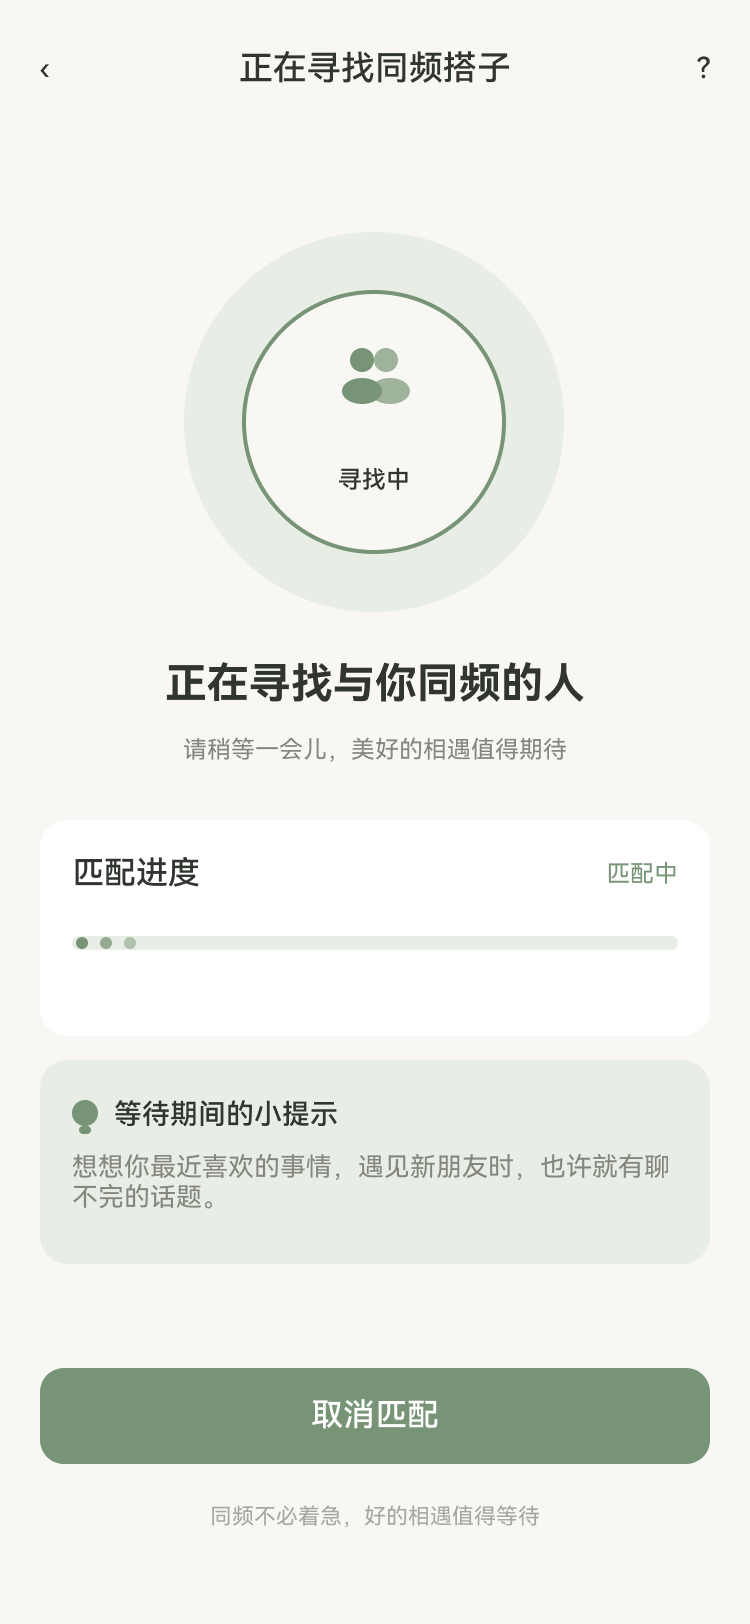 ‹ 正在寻找同频搭子 ?
寻找中
正在寻找与你同频的人
请稍等一会儿，美好的相遇值得期待
匹配进度 匹配中
等待期间的小提示
想想你最近喜欢的事情，遇见新朋友时，也许就有聊
不完的话题。
取消匹配
同频不必着急，好的相遇值得等待